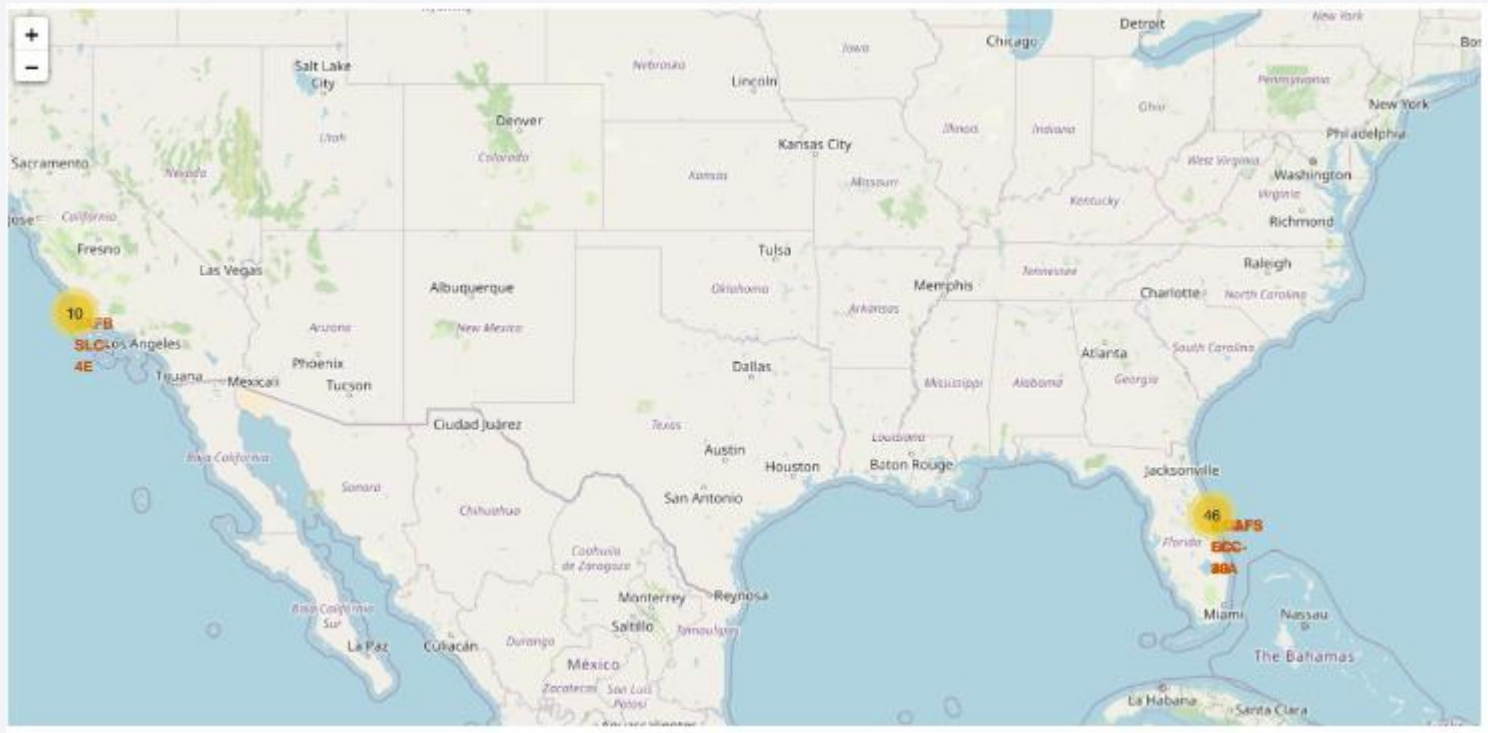 +
−
New York
Detroit
Chicago
Iowa
Salt Lake
City
Nebraska
Lincoln
Pennsylvania
Denver
Ohio
New York
Utah
Kansas City
Illinois
Indiana
Philadelphia
Sacramento
Colorado
West Virginia
Nevada
Kansas
Missouri
Washington
Virginia
Kentucky
California
Richmond
Fresno
Tulsa
Las Vegas
Raleigh
Tennessee
Albuquerque
Oklahoma
Memphis
Charlotte
North Carolina
10
Arkansas
Arizona
New Mexico
SLC-
Los Angeles
4E
Atlanta
South Carolina
Phoenix
Dallas
Tijuana
Mexicali
Tucson
Mississippi
Alabama
Georgia
Ciudad Juárez
Texas
Louisiana
Austin
Baja California
Houston
Baton Rouge
Jacksonville
Sonora
San Antonio
Chihuahua
46
Florida
Coahuila
de Zaragoza
Monterrey
Reynosa
Baja California
Sur
Saltillo
Tamaulipas
Miami
Nassau
La Paz
Culiacán
Durango
México
The Bahamas
Zacatecas
San Luis
Potosí
La Habana
Santa Clara
Aguascalientes